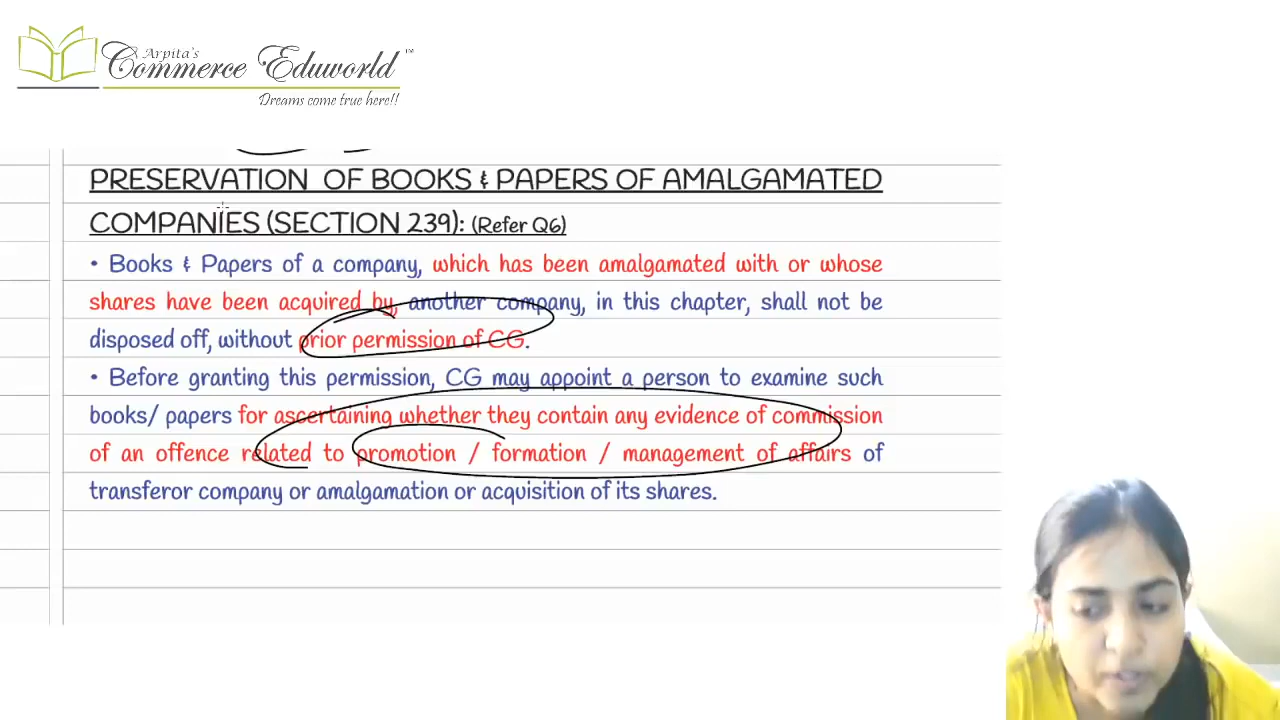 Arpita's
Commerce Eduworld™
Dreams come true here!!
PRESERVATION OF BOOKS & PAPERS OF AMALGAMATED
COMPANIES (SECTION 239): (Refer Q6)
• Books & Papers of a company, which has been amalgamated with or whose
shares have been acquired by, another company, in this chapter, shall not be
disposed off, without prior permission of CG.
• Before granting this permission, CG may appoint a person to examine such
books/ papers for ascertaining whether they contain any evidence of commission
of an offence related to promotion / formation / management of affairs of
transferor company or amalgamation or acquisition of its shares.